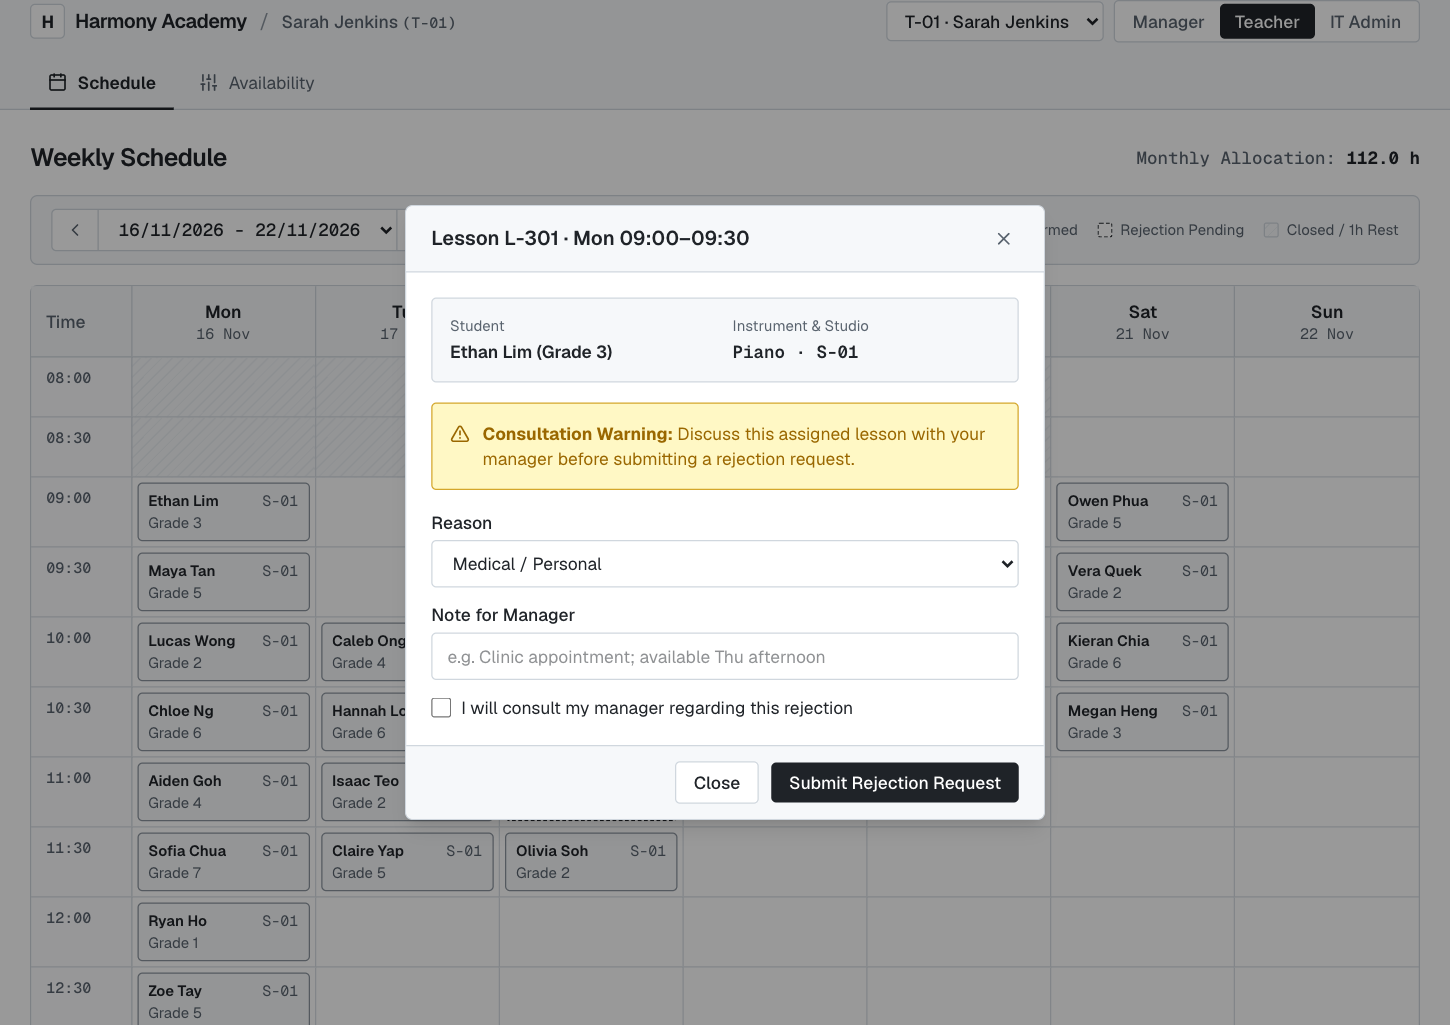 H Harmony Academy / Sarah Jenkins (T-01)
T-01 · Sarah Jenkins
Manager Teacher IT Admin
Schedule Availability
Weekly Schedule
Monthly Allocation: 112.0 h
16/11/2026 - 22/11/2026
Rejection Pending
Closed / 1h Rest
Time
Mon
16 Nov
17
Sat
21 Nov
Sun
22 Nov
Lesson L-301 · Mon 09:00–09:30
Student
Ethan Lim (Grade 3)
Instrument & Studio
Piano · S-01
Consultation Warning: Discuss this assigned lesson with your
manager before submitting a rejection request.
Reason
Medical / Personal
Note for Manager
e.g. Clinic appointment; available Thu afternoon
I will consult my manager regarding this rejection
Close
Submit Rejection Request
08:00
08:30
09:00
Ethan Lim S-01
Grade 3
Owen Phua S-01
Grade 5
09:30
Maya Tan S-01
Grade 5
Vera Quek S-01
Grade 2
10:00
Lucas Wong S-01
Grade 2
Caleb Ong
Grade 4
Kieran Chia S-01
Grade 6
10:30
Chloe Ng S-01
Grade 6
Hannah
Grade 6
Megan Heng S-01
Grade 3
11:00
Aiden Goh S-01
Grade 4
Isaac Teo
Grade 2
11:30
Sofia Chua S-01
Grade 7
Claire Yap S-01
Grade 5
Olivia Soh S-01
Grade 2
12:00
Ryan Ho S-01
Grade 1
12:30
Zoe Tay S-01
Grade 5